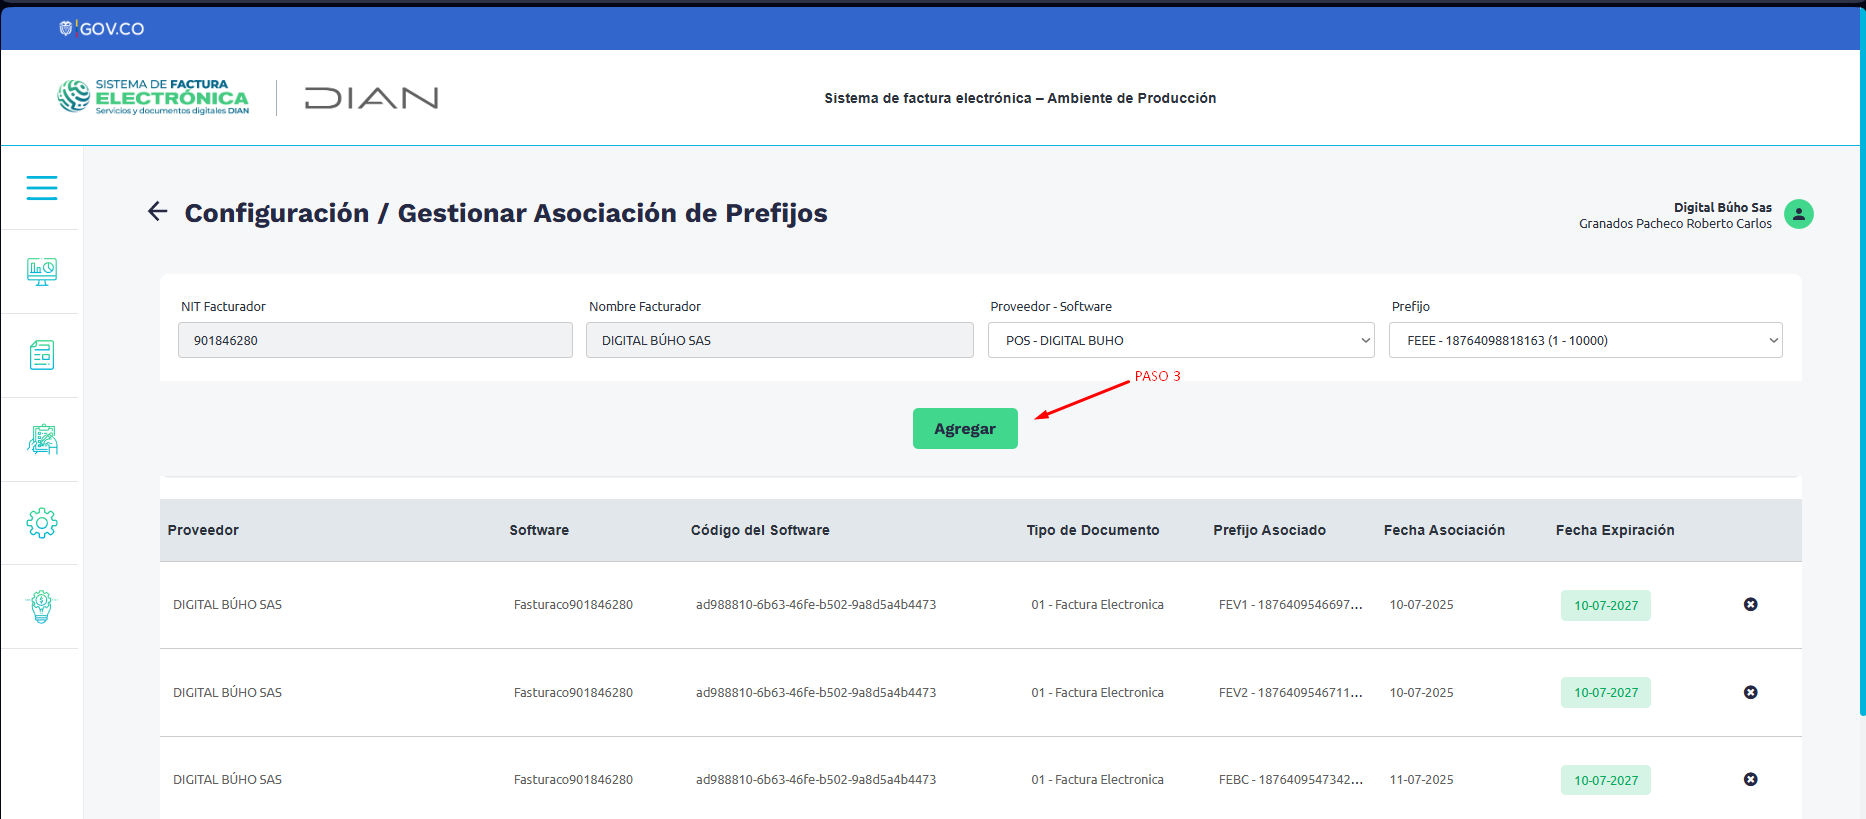 GOV.CO
SISTEMA DE FACTURA
ELECTRÓNICA
Servicios y documentos digitales DIAN
DIAN
Sistema de factura electrónica – Ambiente de Producción
Configuración / Gestionar Asociación de Prefijos
Digital Búho Sas
Granados Pacheco Roberto Carlos
NIT Facturador
Nombre Facturador
Proveedor - Software
Prefijo
901846280
DIGITAL BÚHO SAS
POS - DIGITAL BUHO
FEEE - 18764098818163 (1 - 10000)
PASO 3
Agregar
Proveedor Software Código del Software Tipo de Documento Prefijo Asociado Fecha Asociación Fecha Expiración
DIGITAL BÚHO SAS Fasturaco901846280 ad988810-6b63-46fe-b502-9a8d5a4b4473 01 - Factura Electronica FEV1 - 1876409546697... 10-07-2025 10-07-2027
DIGITAL BÚHO SAS Fasturaco901846280 ad988810-6b63-46fe-b502-9a8d5a4b4473 01 - Factura Electronica FEV2 - 1876409546711... 10-07-2025 10-07-2027
DIGITAL BÚHO SAS Fasturaco901846280 ad988810-6b63-46fe-b502-9a8d5a4b4473 01 - Factura Electronica FEBC - 1876409547342... 11-07-2025 10-07-2027